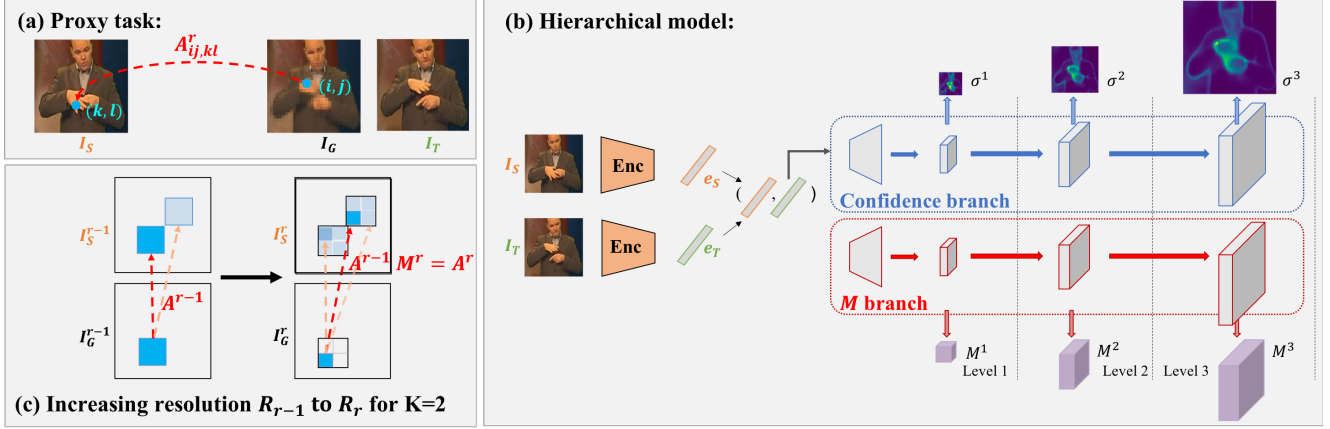 (a) Proxy task:
A^r_{ij,kl}
(i, j)
(k, l)
I_S
I_G
I_T
I_S^{r-1}
I_S^r
A^{r-1}
A^{r-1} M^r = A^r
I_G^{r-1}
I_G^r
(c) Increasing resolution R_{r-1} to R_r for K=2
(b) Hierarchical model:
σ^1
σ^2
σ^3
I_S
Enc
e_S
( , )
I_T
Enc
e_T
Confidence branch
M branch
M^1
M^2
M^3
Level 1
Level 2
Level 3